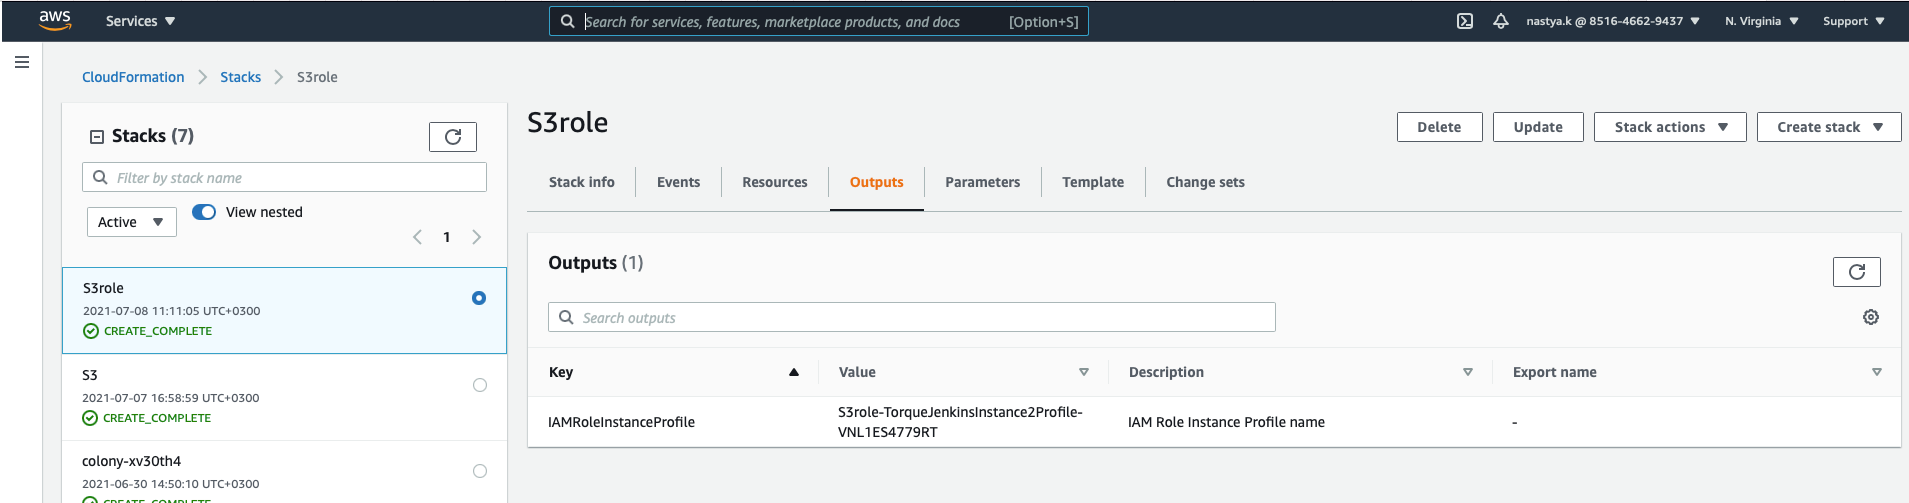 aws
Services
Search for services, features, marketplace products, and docs
[Option+S]
nastya.k @ 8516-4662-9437
N. Virginia
Support
CloudFormation
Stacks
S3role
Stacks (7)
Filter by stack name
Active
View nested
1
S3role
2021-07-08 11:11:05 UTC+0300
CREATE_COMPLETE
S3
2021-07-07 16:58:59 UTC+0300
CREATE_COMPLETE
colony-xv30th4
2021-06-30 14:50:10 UTC+0300
CREATE_COMPLETE
S3role
Delete
Update
Stack actions
Create stack
Stack info
Events
Resources
Outputs
Parameters
Template
Change sets
Outputs (1)
Search outputs
Key
Value
Description
Export name
IAMRoleInstanceProfile
S3role-TorqueJenkinsInstance2Profile-
VNL1ES4779RT
IAM Role Instance Profile name
-